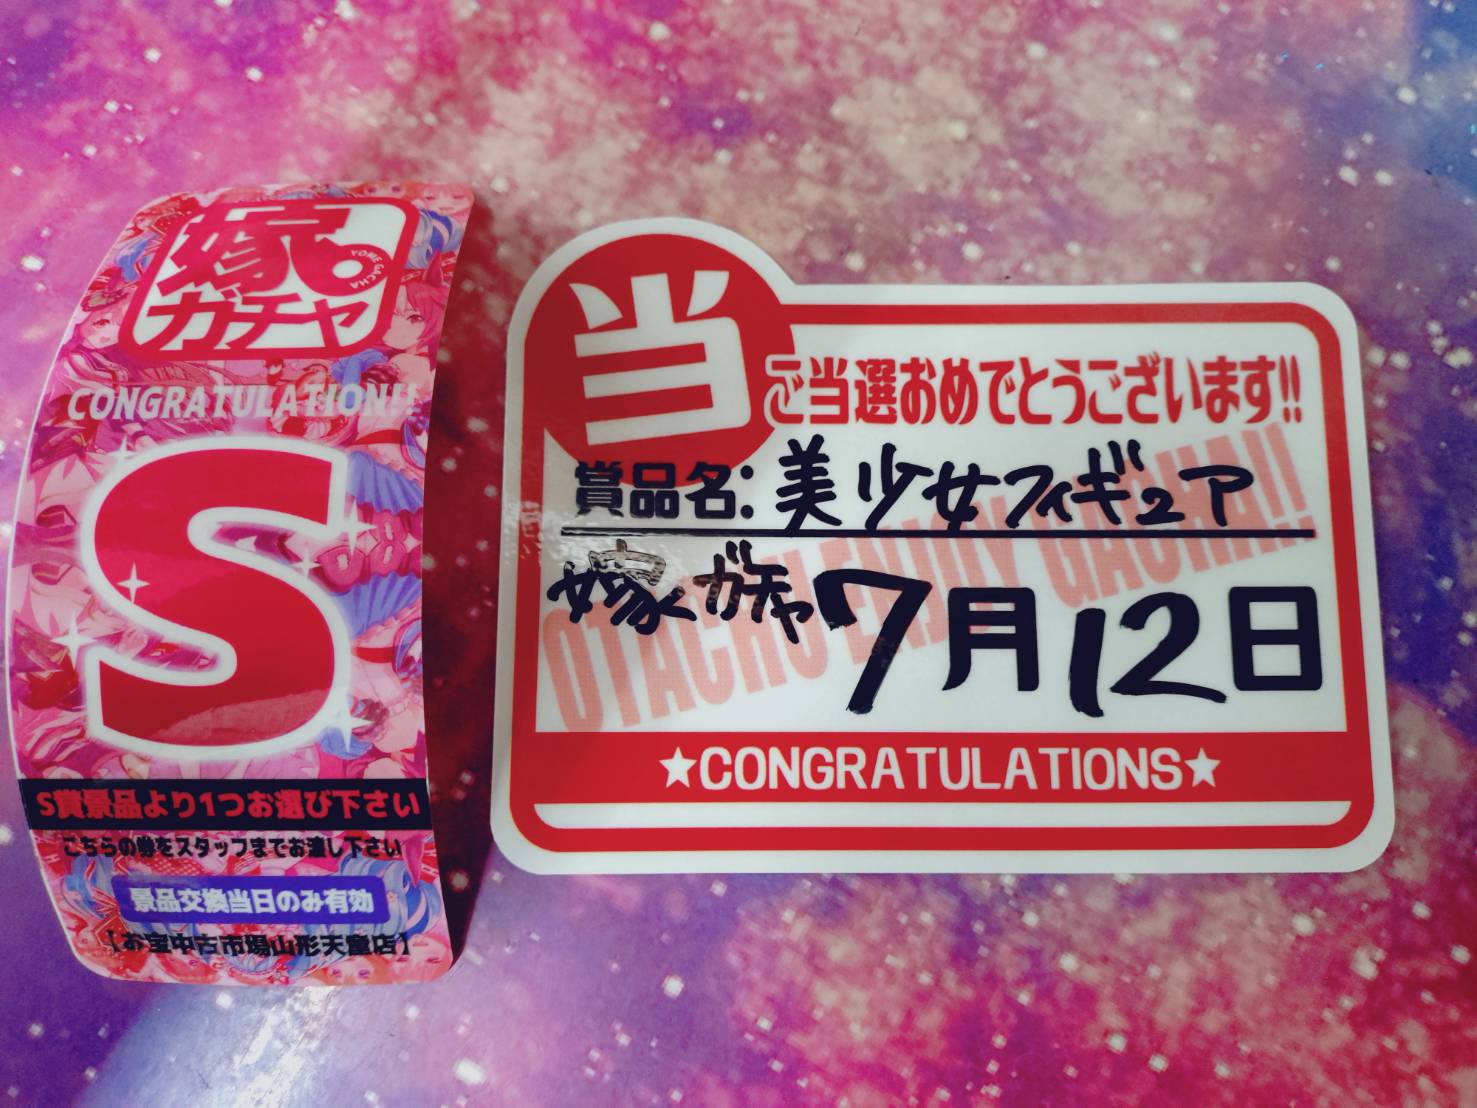 嫁。
YOME GACHA
ガチャ
CONGRATULATION!!
S
S賞景品より1つお選び下さい
こちらの券をスタッフまでお渡し下さい
景品交換当日のみ有効
【お宝中古市場山形天童店】
当
ご当選おめでとうございます!!
賞品名:美少女フィギュア
嫁ガチャ7月12日
OTACHU ENJOY GACHA!!
★CONGRATULATIONS★